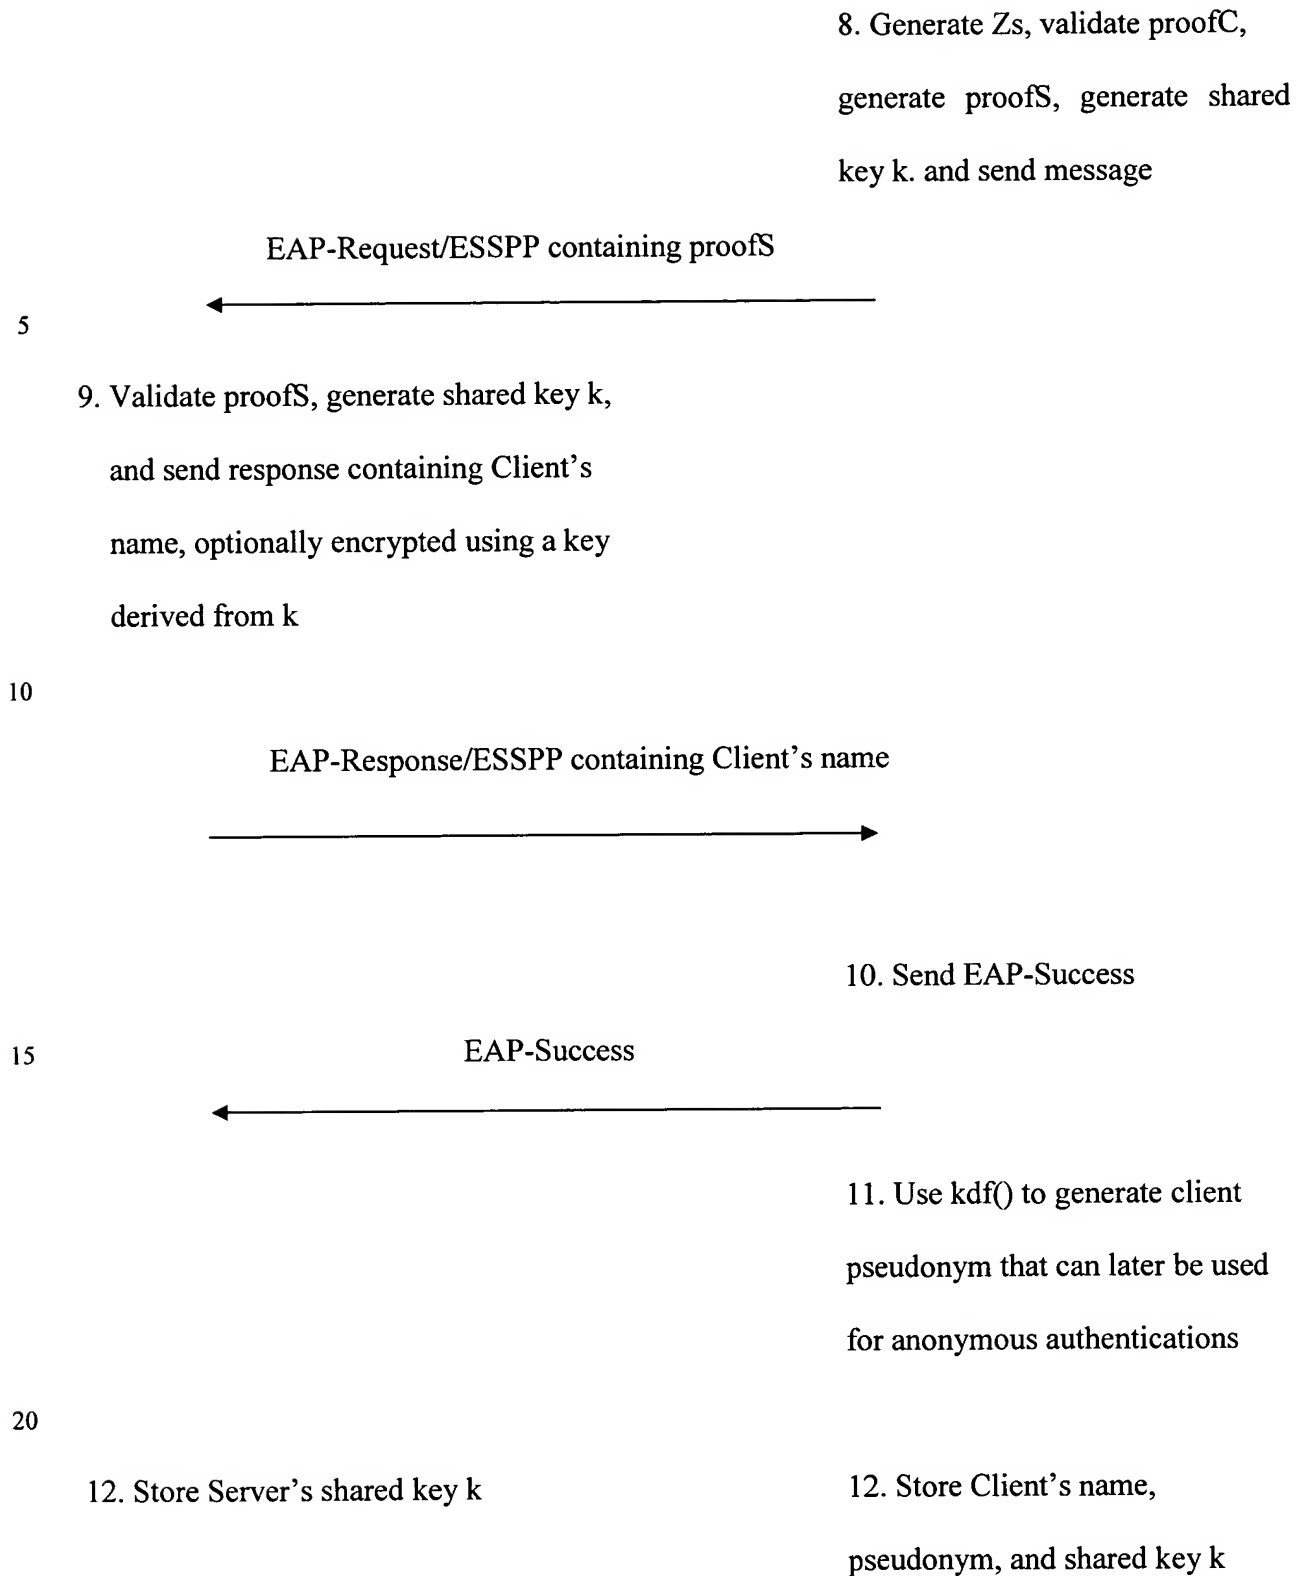 8. Generate Zs, validate proofC,
generate proofS, generate shared
key k. and send message
EAP-Request/ESSPP containing proofS
5
9. Validate proofS, generate shared key k,
and send response containing Client's
name, optionally encrypted using a key
derived from k
10
EAP-Response/ESSPP containing Client's name
10. Send EAP-Success
15
EAP-Success
11. Use kdf() to generate client
pseudonym that can later be used
for anonymous authentications
20
12. Store Server's shared key k
12. Store Client's name,
pseudonym, and shared key k